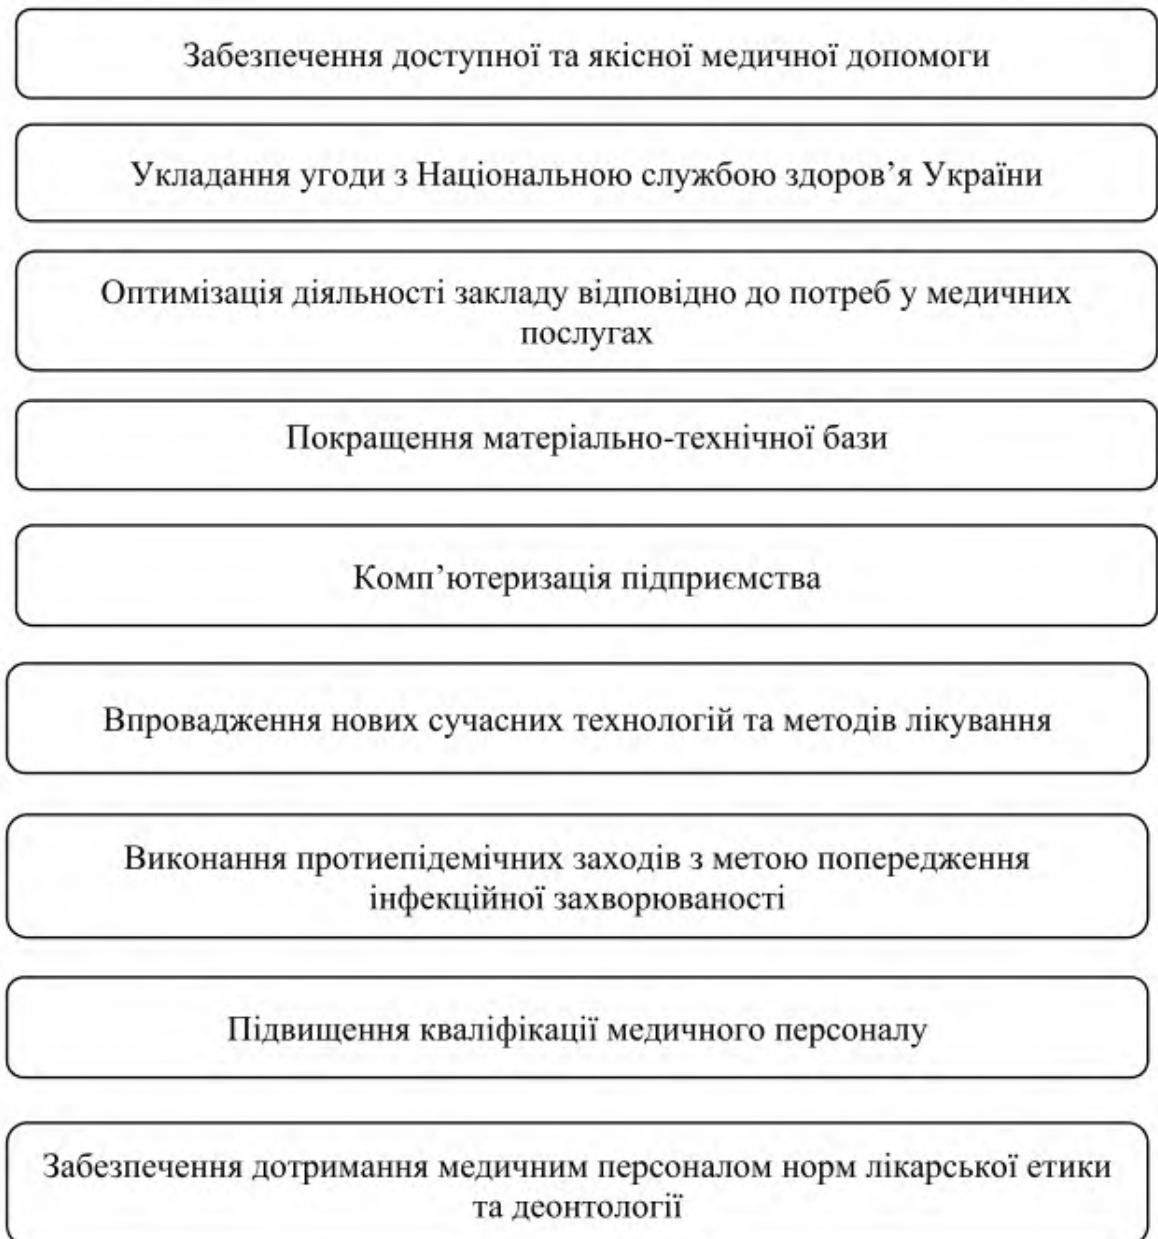 Забезпечення доступної та якісної медичної допомоги
Укладання угоди з Національною службою здоров’я України
Оптимізація діяльності закладу відповідно до потреб у медичних
послугах
Покращення матеріально-технічної бази
Комп’ютеризація підприємства
Впровадження нових сучасних технологій та методів лікування
Виконання протиепідемічних заходів з метою попередження
інфекційної захворюваності
Підвищення кваліфікації медичного персоналу
Забезпечення дотримання медичним персоналом норм лікарської етики
та деонтології